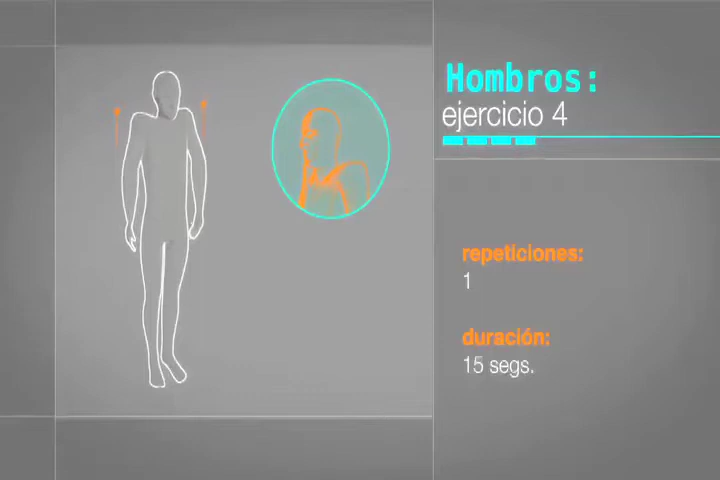 Hombros:
ejercicio 4
repeticiones:
1
duración:
15 segs.